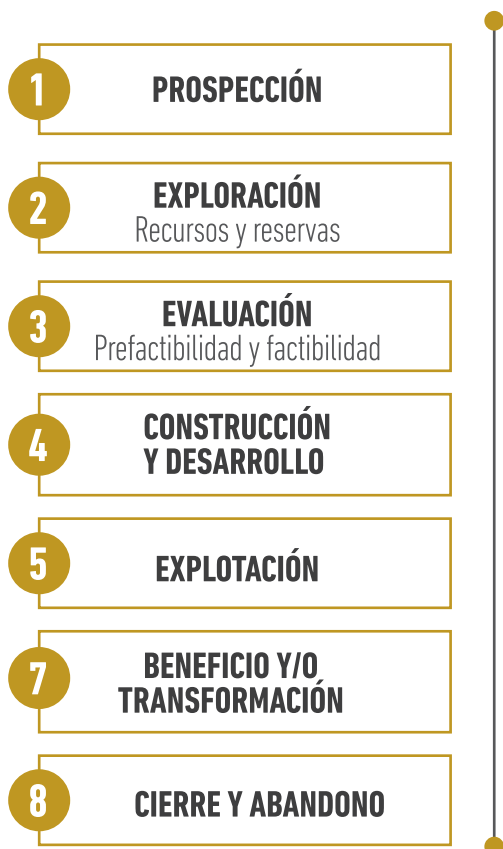 1
PROSPECCIÓN
2
EXPLORACIÓN
Recursos y reservas
3
EVALUACIÓN
Prefactibilidad y factibilidad
4
CONSTRUCCIÓN
Y DESARROLLO
5
EXPLOTACIÓN
7
BENEFICIO Y/O
TRANSFORMACIÓN
8
CIERRE Y ABANDONO